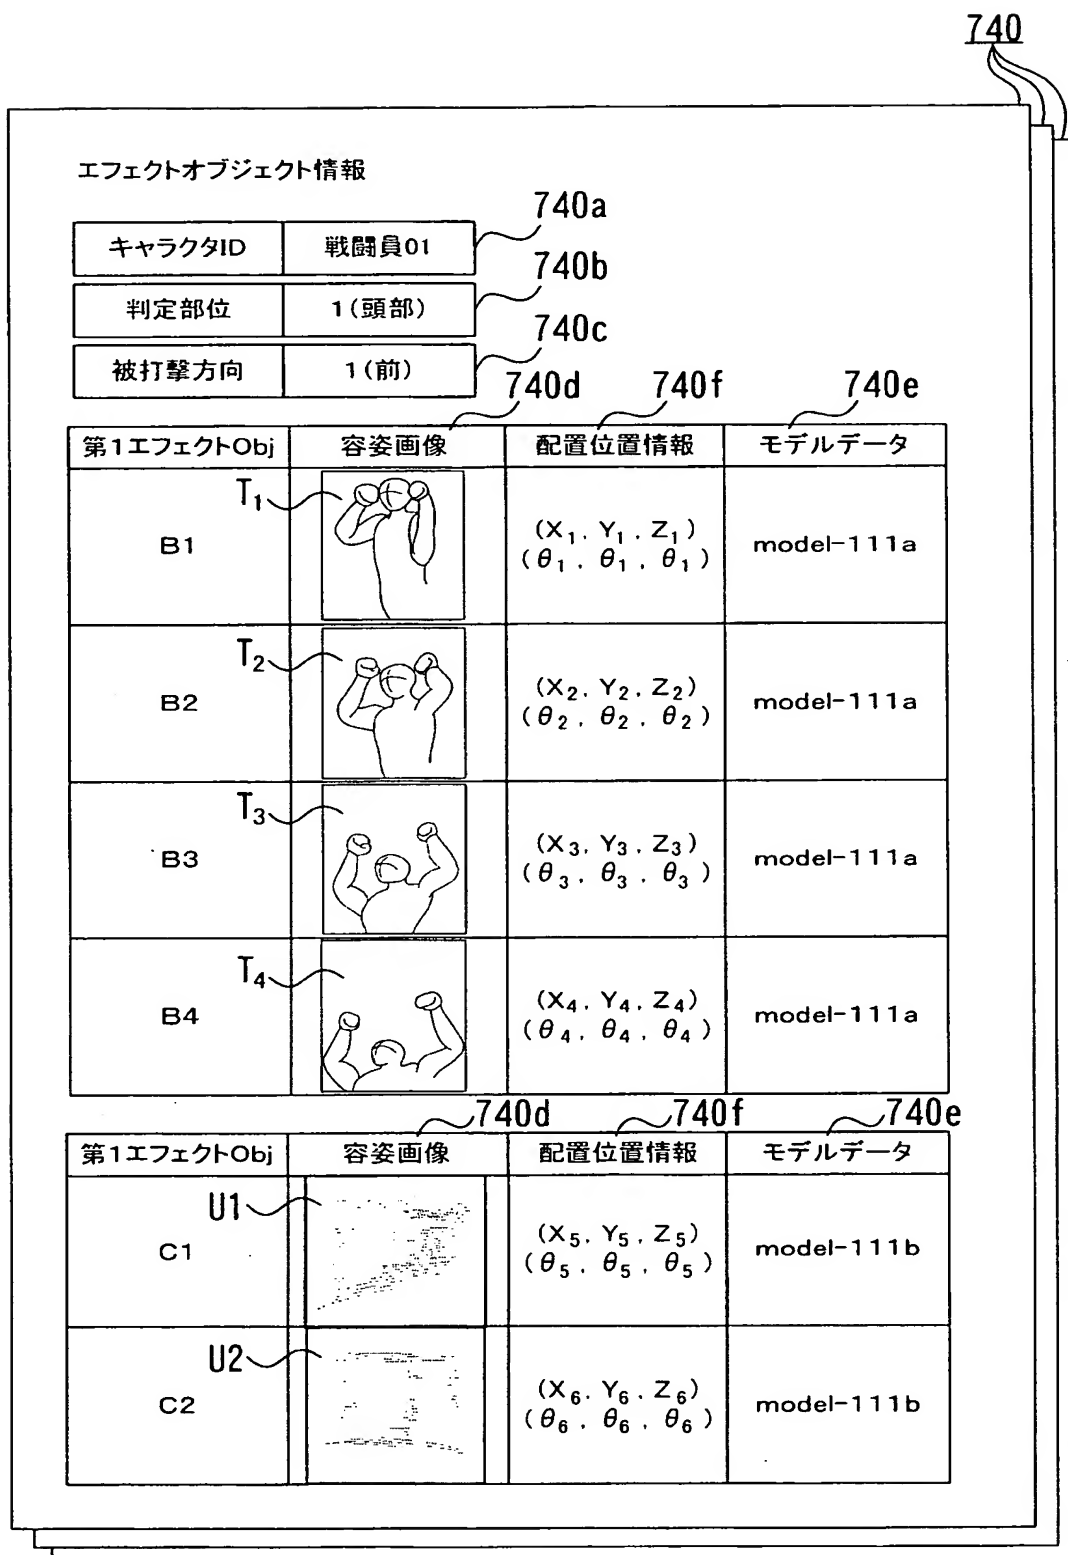 740
エフェクトオブジェクト情報
740a
キャラクタID 戦闘員01
740b
判定部位 1(頭部)
740c
被打撃方向 1(前)
740d 740f 740e
第1エフェクトObj 容姿画像 配置位置情報 モデルデータ
T1
B1 (X1, Y1, Z1) model-111a
(θ1, θ1, θ1)
T2
B2 (X2, Y2, Z2) model-111a
(θ2, θ2, θ2)
T3
B3 (X3, Y3, Z3) model-111a
(θ3, θ3, θ3)
T4
B4 (X4, Y4, Z4) model-111a
(θ4, θ4, θ4)
740d 740f 740e
第1エフェクトObj 容姿画像 配置位置情報 モデルデータ
U1
C1 (X5, Y5, Z5) model-111b
(θ5, θ5, θ5)
U2
C2 (X6, Y6, Z6) model-111b
(θ6, θ6, θ6)